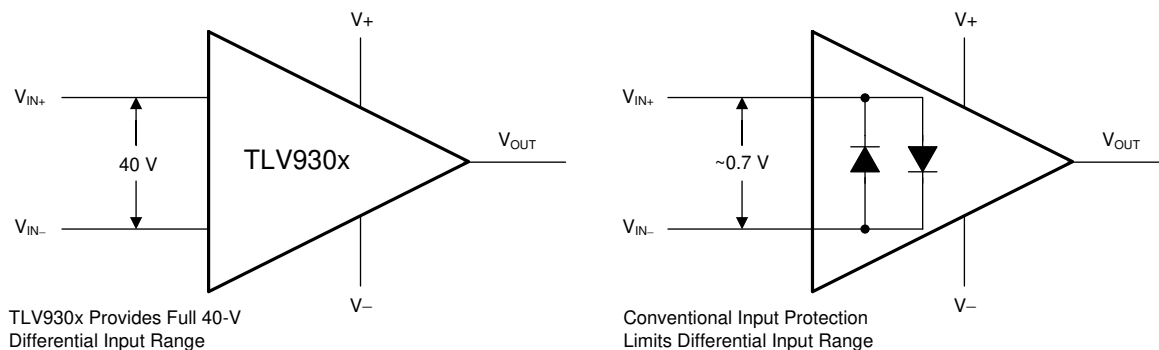 V+
VIN+
40 V
TLV930x
VOUT
VIN−
V−
TLV930x Provides Full 40-V
Differential Input Range
V+
VIN+
~0.7 V
VOUT
VIN−
V−
Conventional Input Protection
Limits Differential Input Range